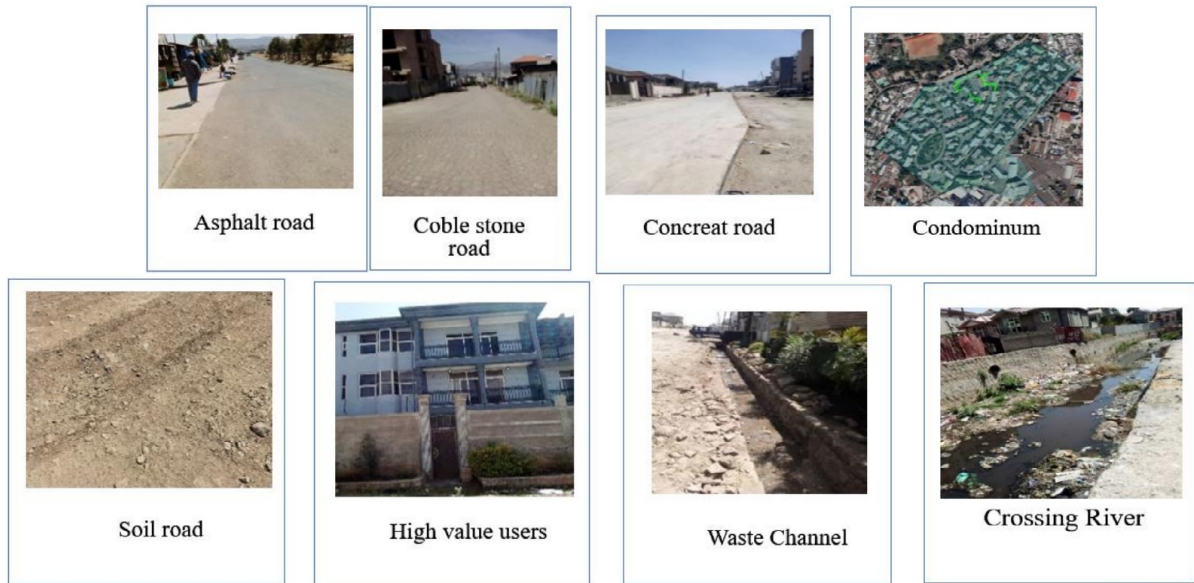 Asphalt road
Coble stone
road
Concreat road
Condominum
Soil road
High value users
Waste Channel
Crossing River